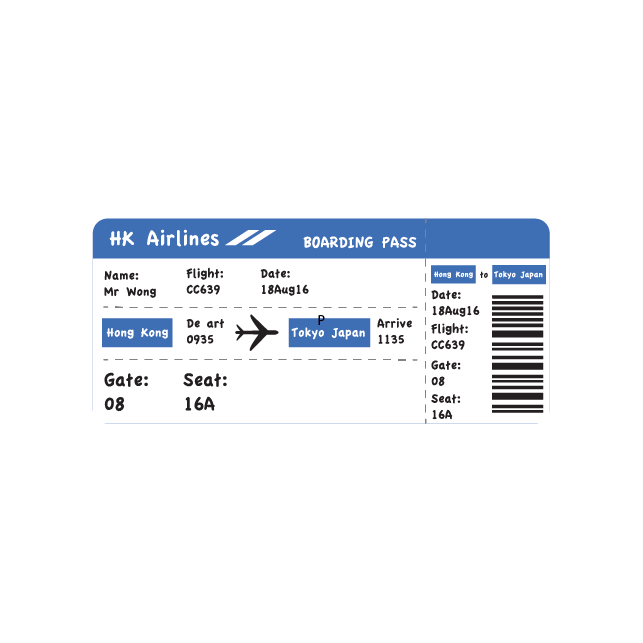 HK Airlines
BOARDING PASS
Name:
Mr Wong
Flight:
CC639
Date:
18Aug16
Hong Kong
De art
0935
P
Tokyo Japan
Arrive
1135
Gate:
08
Seat:
16A
Hong Kong to Tokyo Japan
Date:
18Aug16
Flight:
CC639
Gate:
08
Seat:
16A